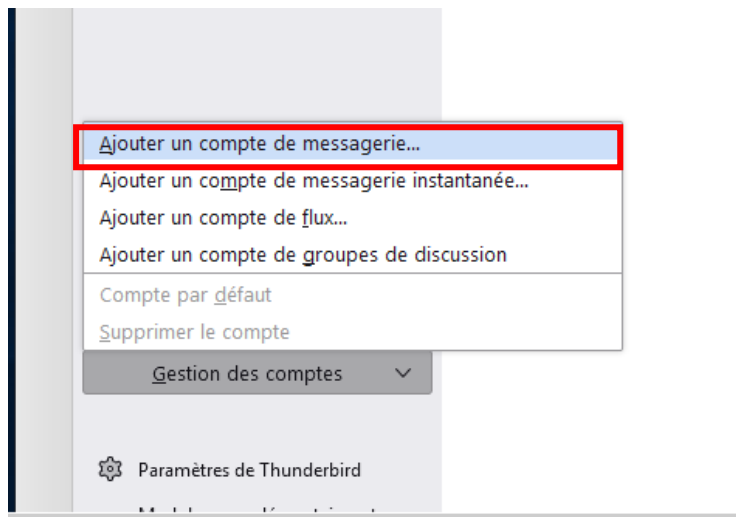 Ajouter un compte de messagerie...
Ajouter un compte de messagerie instantanée...
Ajouter un compte de flux...
Ajouter un compte de groupes de discussion
Compte par défaut
Supprimer le compte
Gestion des comptes
Paramètres de Thunderbird